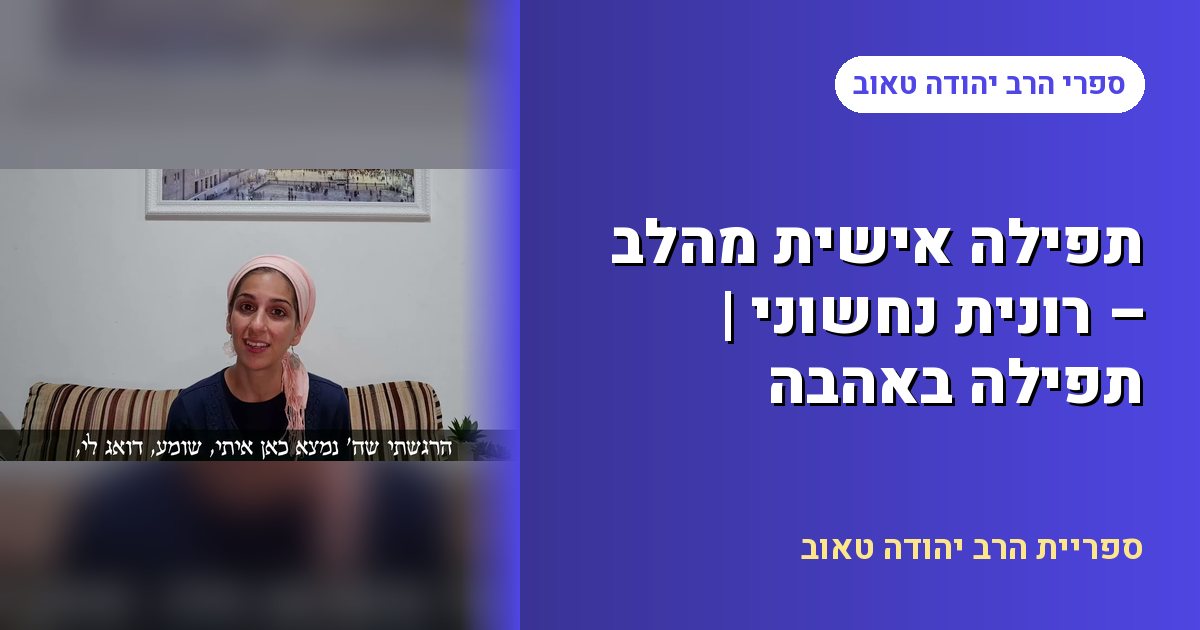 ספרי הרב יהודה טאוב
תפילה אישית מהלב
– רונית נחשוני |
תפילה באהבה
הרגשתי שה' נמצא כאן איתי, שומע, דואג לי,
ספריית הרב יהודה טאוב